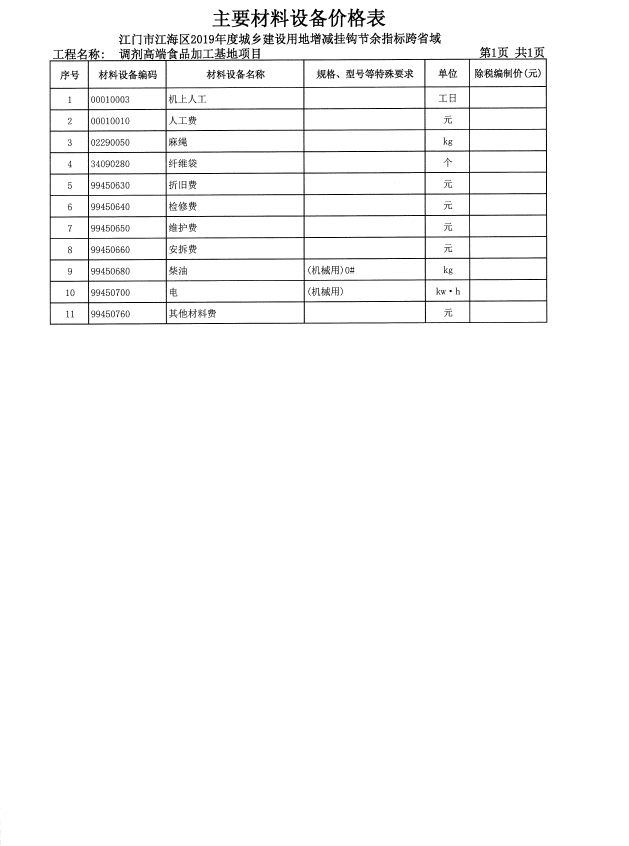 主要材料设备价格表
江门市江海区2019年度城乡建设用地增减挂钩节余指标跨省域
工程名称: 调剂高端食品加工基地项目 第1页 共1页
序号 材料设备编码 材料设备名称 规格、型号等特殊要求 单位 除税编制价(元)
1 00010003 机上人工 工日
2 00010010 人工费 元
3 02290050 麻绳 kg
4 34090280 纤维袋 个
5 99450630 折旧费 元
6 99450640 检修费 元
7 99450650 维护费 元
8 99450660 安拆费 元
9 99450680 柴油 (机械用)0# kg
10 99450700 电 (机械用) kw·h
11 99450760 其他材料费 元